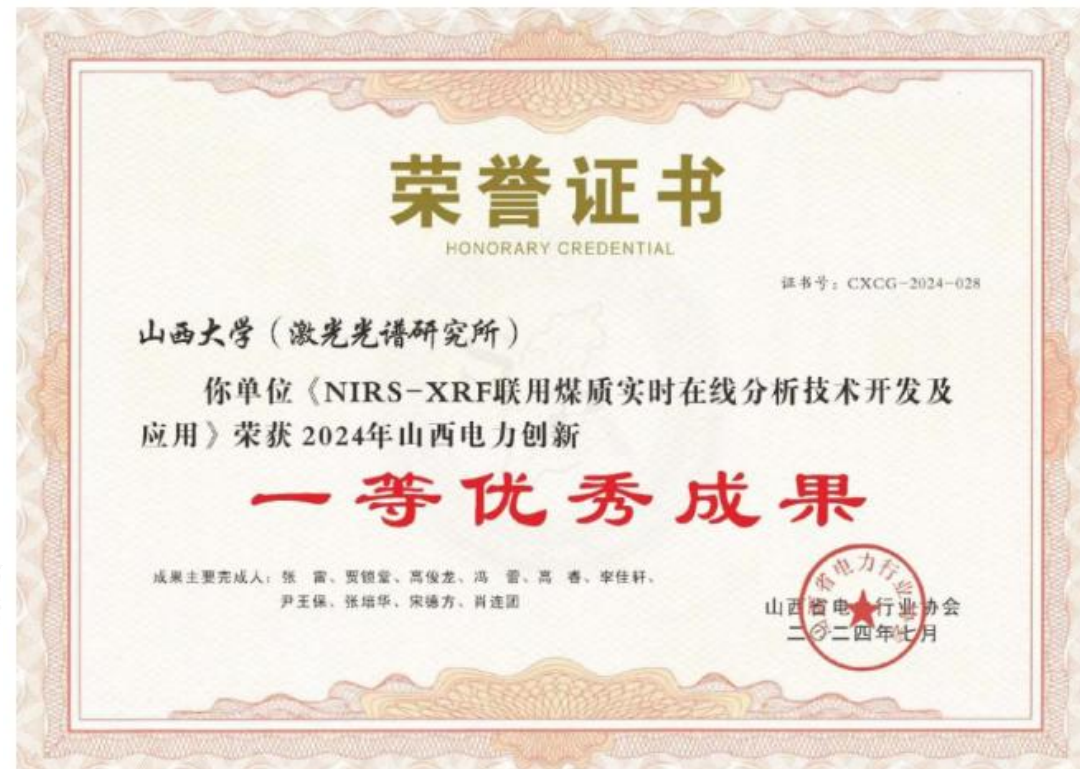 荣誉证书
HONORARY CREDENTIAL
证书号：CXCG-2024-028
山西大学（激光光谱研究所）
你单位《NIRS-XRF联用煤质实时在线分析技术开发及
应用》荣获 2024年山西电力创新
一等优秀成果
成果主要完成人：张 雷、贾锁堂、高俊龙、冯 雷、高 春、李佳轩、
尹王保、张培华、宋德方、肖连团
山西省电力行业协会
二〇二四年七月